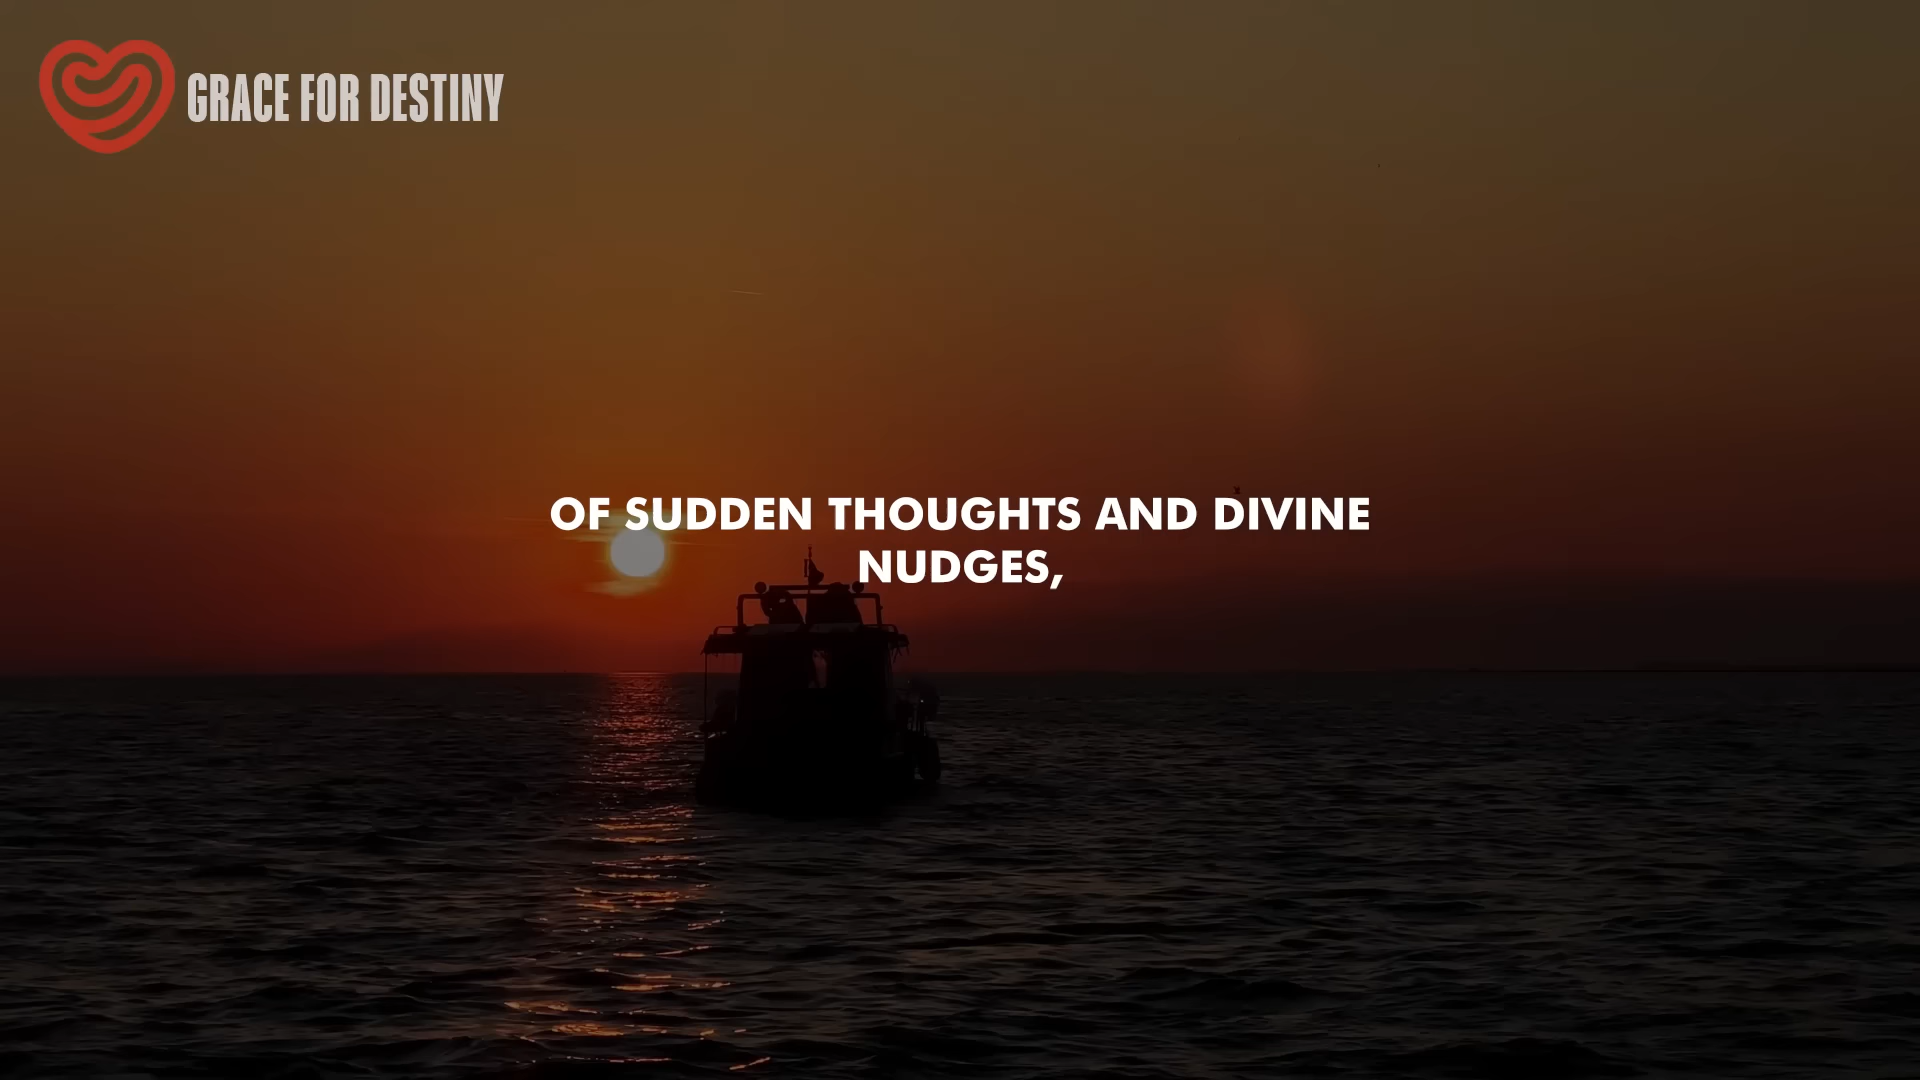 GRACE FOR DESTINY
OF SUDDEN THOUGHTS AND DIVINE
NUDGES,